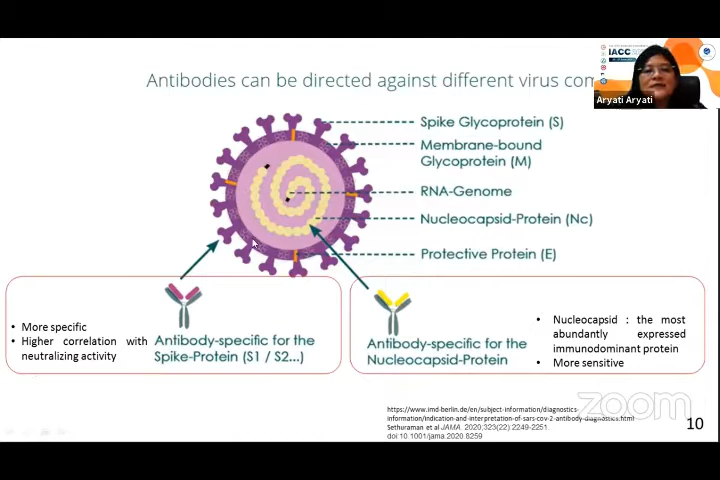 Antibodies can be directed against different virus com
IACC
Aryati Aryati
Spike Glycoprotein (S)
Membrane-bound
Glycoprotein (M)
RNA-Genome
Nucleocapsid-Protein (Nc)
Protective Protein (E)
• More specific
• Higher correlation with
neutralizing activity
Antibody-specific for the
Spike-Protein (S1 / S2...)
Antibody-specific for the
Nucleocapsid-Protein
• Nucleocapsid : the most
abundantly expressed
immunodominant protein
• More sensitive
zoom
https://www.imd-berlin.de/en/subject-information/diagnostics-
information/indication-and-interpretation-of-sars-cov-2-antibody-diagnostics.html
Sethuraman et al JAMA. 2020;323(22):2249-2251.
doi:10.1001/jama.2020.8259
10